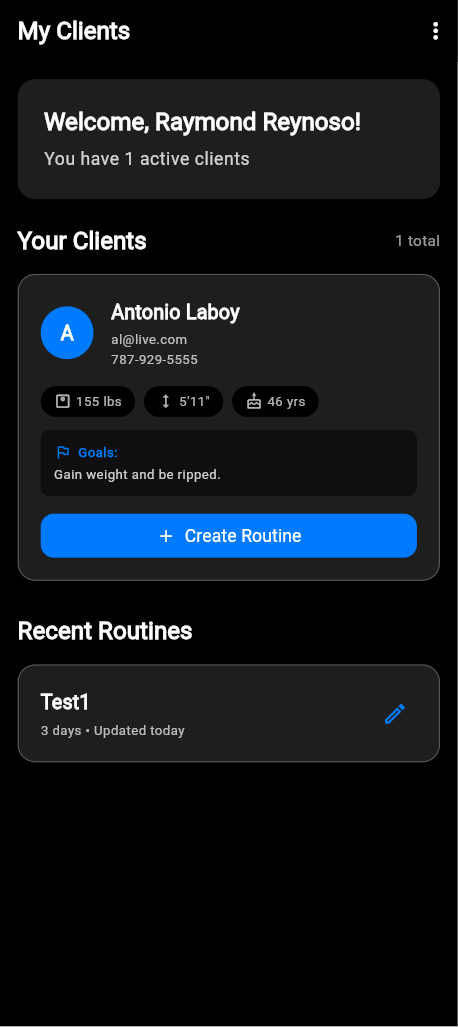 My Clients
Welcome, Raymond Reynoso!
You have 1 active clients
Your Clients
1 total
A
Antonio Laboy
al@live.com
787-929-5555
155 lbs
5'11"
46 yrs
Goals:
Gain weight and be ripped.
+ Create Routine
Recent Routines
Test1
3 days • Updated today